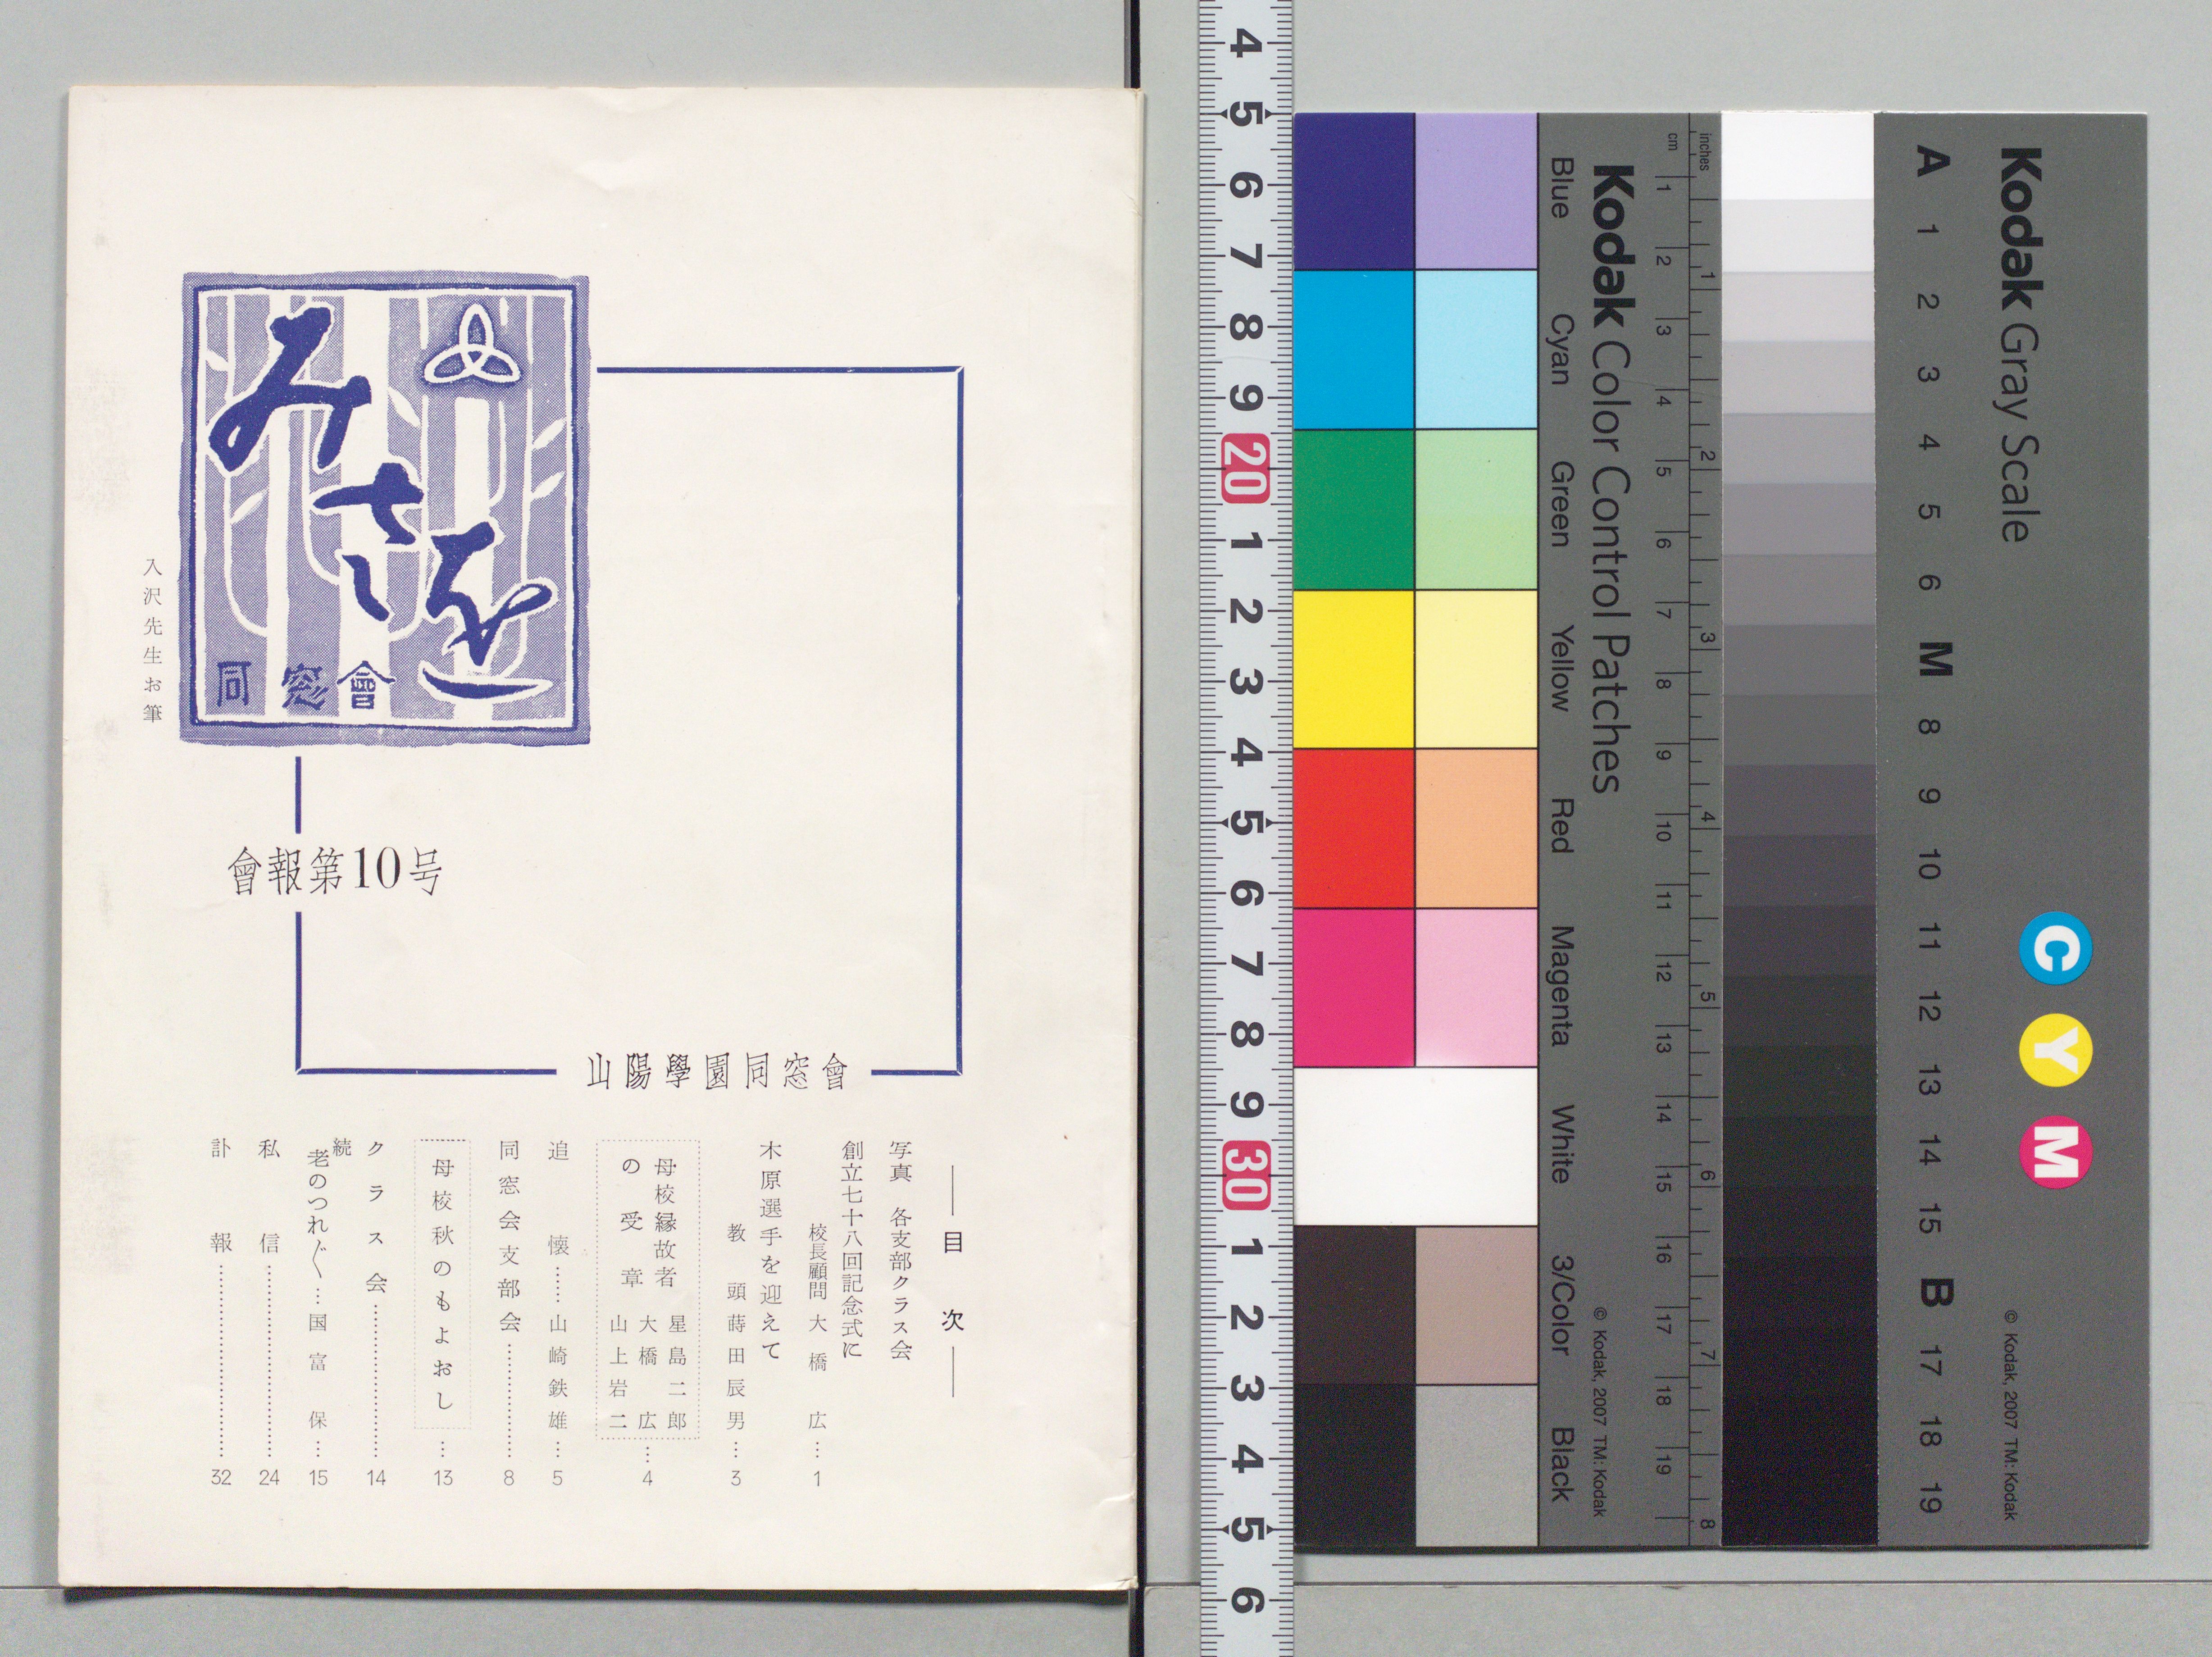 みさを
同窓會
入沢先生お筆
會報第10号
山陽學園同窓會
―目次―
写真 各支部クラス会
創立七十八回記念式に
校長顧問 大橋 広…1
木原選手を迎えて
教頭 蒔田辰男…3
母校縁故者
の受章
星島二郎
大橋 広…4
山上岩二
追懐……山崎鉄雄…5
同窓会支部会…………8
母校秋のもよおし…13
クラス会…………14
続
老のつれ〴〵…国富 保…15
私信…………24
訃報…………32
4 5 6 7 8 9 20 1 2 3 4 5 6 7 8 9 30 1 2 3 4 5 6
Blue Cyan Green Yellow Red Magenta White 3/Color Black
Kodak Color Control Patches
© Kodak, 2007 TM: Kodak
cm 1 2 3 4 5 6 7 8 9 10 11 12 13 14 15 16 17 18 19
inches 1 2 3 4 5 6 7 8
A 1 2 3 4 5 6 M 8 9 10 11 12 13 14 15 B 17 18 19
Kodak Gray Scale
C Y M
© Kodak, 2007 TM: Kodak